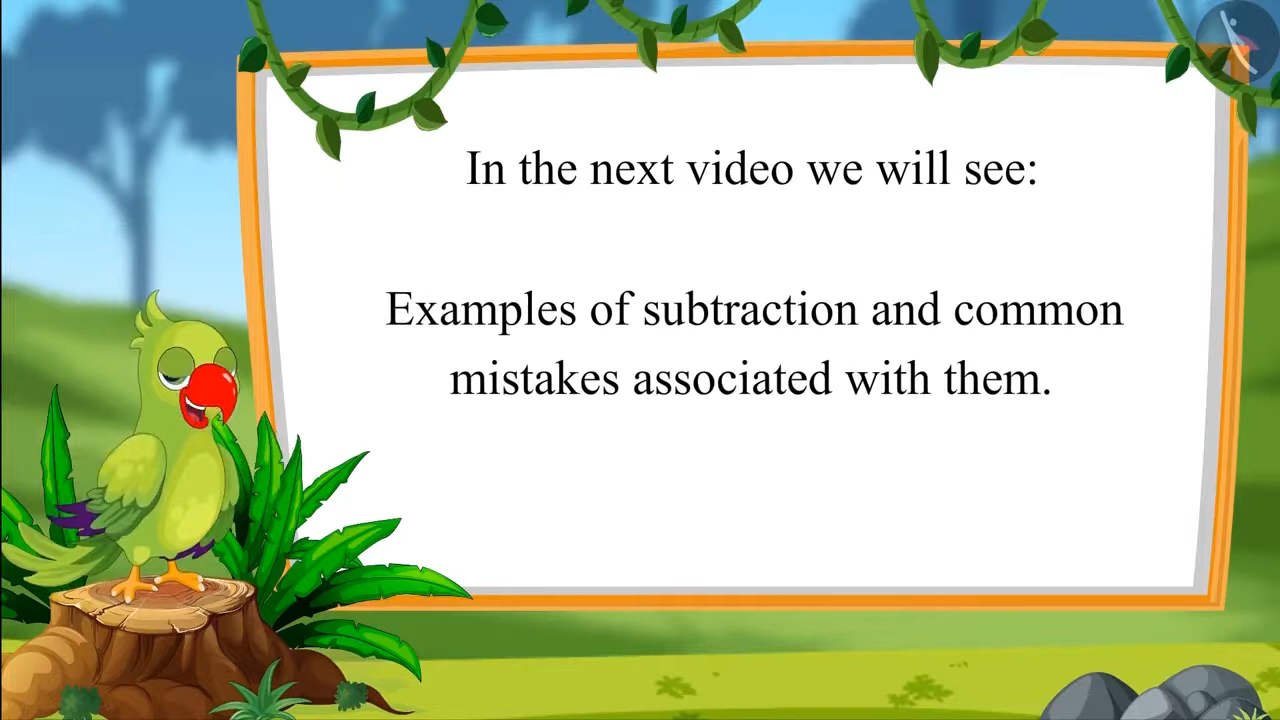 In the next video we will see:
Examples of subtraction and common
mistakes associated with them.